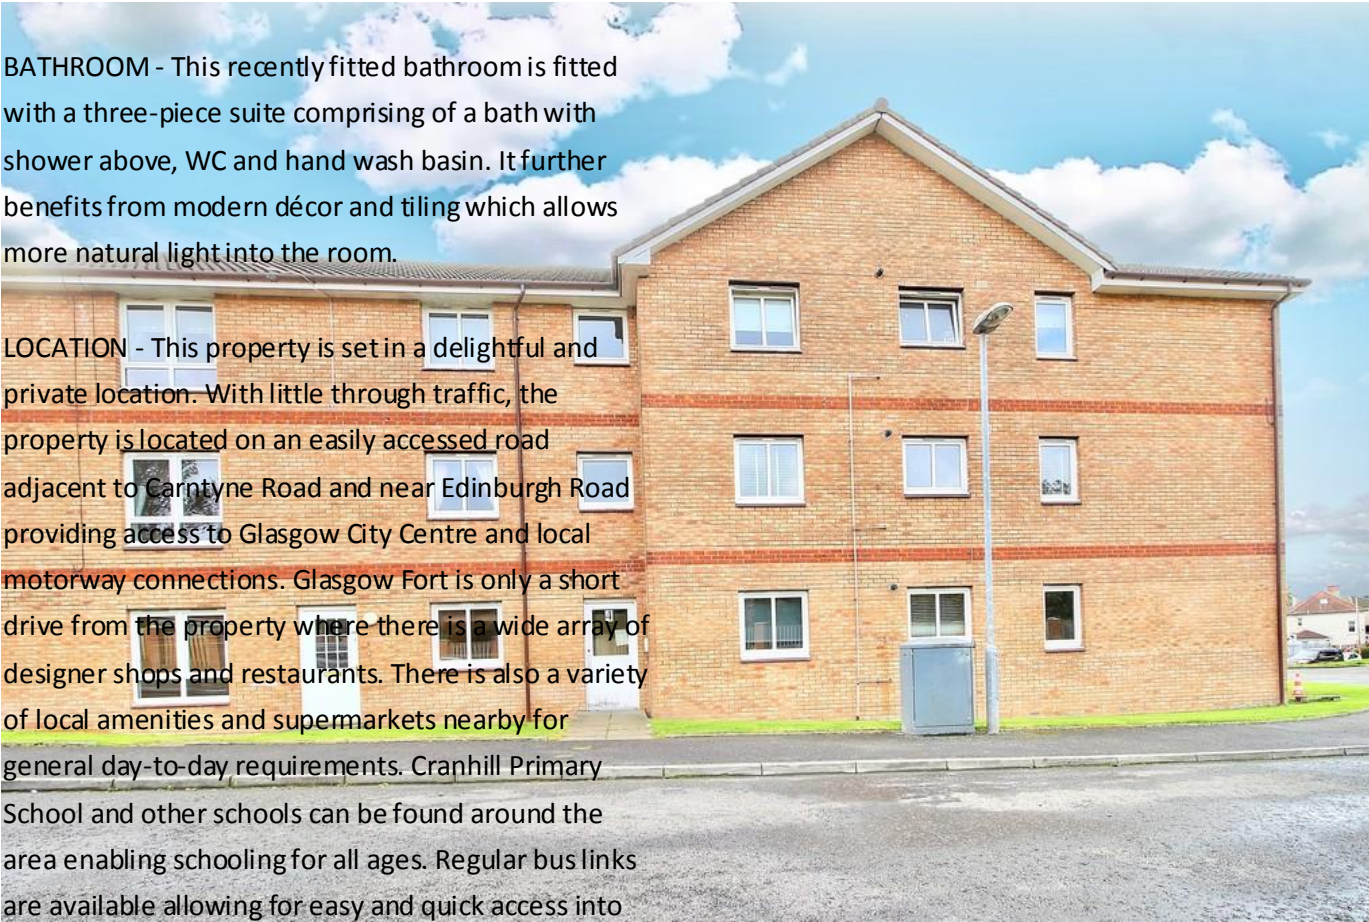 BATHROOM - This recently fitted bathroom is fitted
with a three-piece suite comprising of a bath with
shower above, WC and hand wash basin. It further
benefits from modern décor and tiling which allows
more natural light into the room.
LOCATION - This property is set in a delightful and
private location. With little through traffic, the
property is located on an easily accessed road
adjacent to Carntyne Road and near Edinburgh Road
providing access to Glasgow City Centre and local
motorway connections. Glasgow Fort is only a short
drive from the property where there is a wide array of
designer shops and restaurants. There is also a variety
of local amenities and supermarkets nearby for
general day-to-day requirements. Cranhill Primary
School and other schools can be found around the
area enabling schooling for all ages. Regular bus links
are available allowing for easy and quick access into